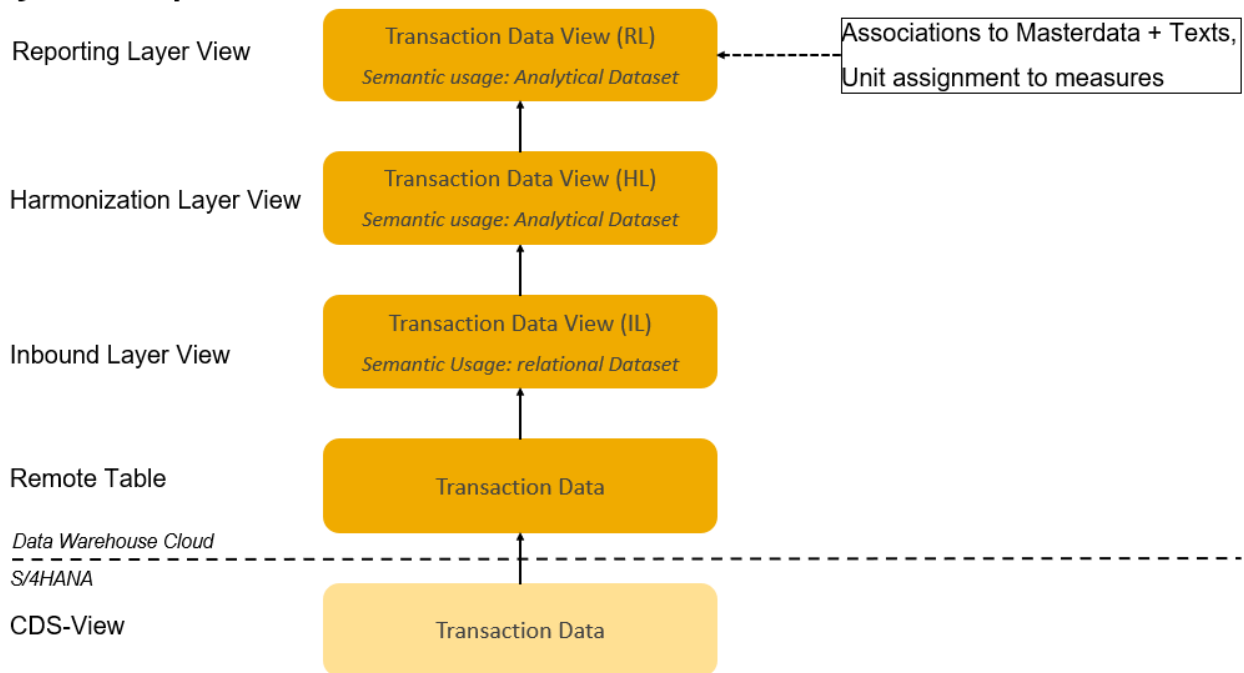 Reporting Layer View
Transaction Data View (RL)
Semantic usage: Analytical Dataset
Associations to Masterdata + Texts,
Unit assignment to measures
Harmonization Layer View
Transaction Data View (HL)
Semantic usage: Analytical Dataset
Inbound Layer View
Transaction Data View (IL)
Semantic Usage: relational Dataset
Remote Table
Transaction Data
Data Warehouse Cloud
S/4HANA
CDS-View
Transaction Data